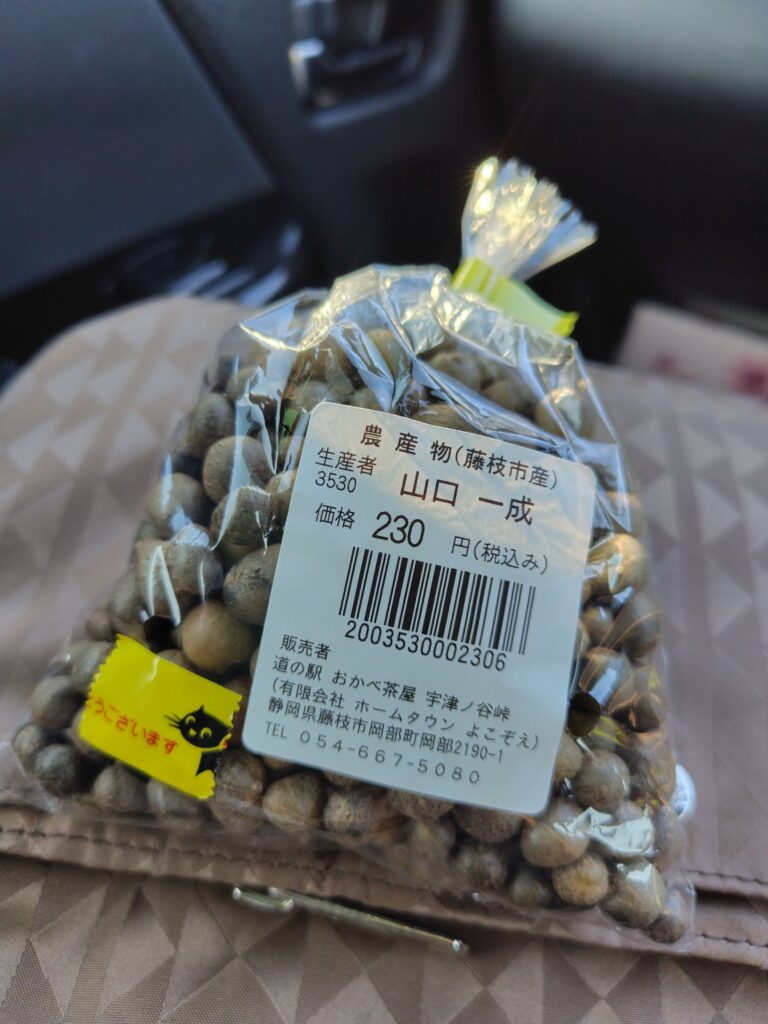 農産物(藤枝市産)
生産者
3530 山口 一成
価格 230 円(税込み)
2003530002306
販売者
道の駅 おかべ茶屋 宇津ノ谷峠
(有限会社 ホームタウン よこぞえ)
静岡県藤枝市岡部町岡部2190-1
TEL 054-667-5080
うございます